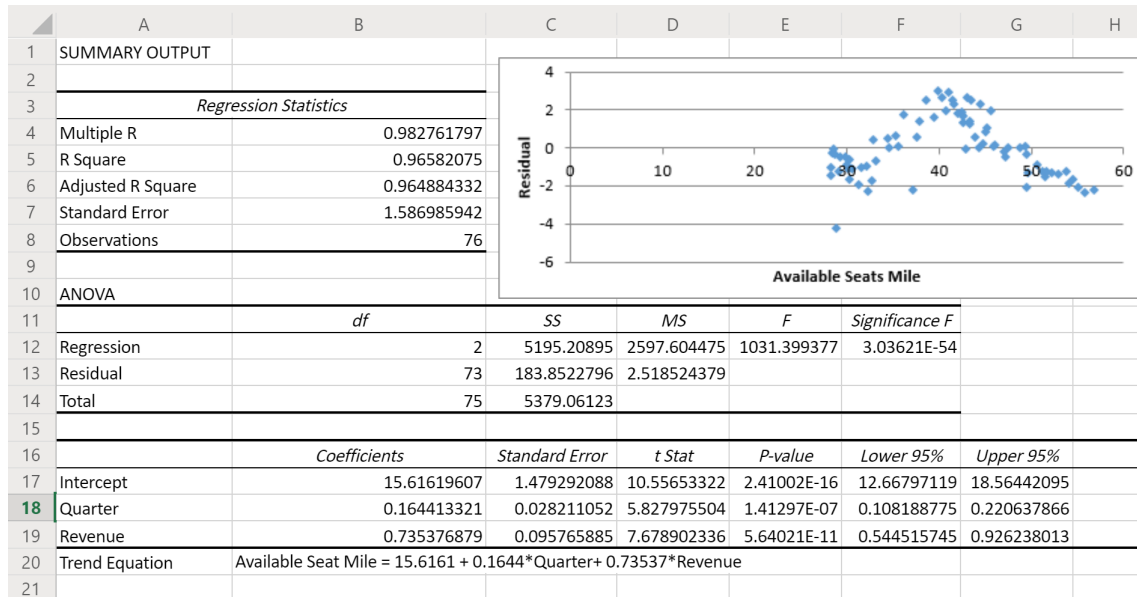 A B C D E F G H
1 SUMMARY OUTPUT
2
3 Regression Statistics
4 Multiple R 0.982761797
5 R Square 0.96582075
6 Adjusted R Square 0.964884332
7 Standard Error 1.586985942
8 Observations 76
9
4
2
0
-2
-4
-6
0 10 20 30 40 50 60
Residual
Available Seats Mile
10 ANOVA
11 df SS MS F Significance F
12 Regression 2 5195.20895 2597.604475 1031.399377 3.03621E-54
13 Residual 73 183.8522796 2.518524379
14 Total 75 5379.06123
15
16 Coefficients Standard Error t Stat P-value Lower 95% Upper 95%
17 Intercept 15.61619607 1.479292088 10.55653322 2.41002E-16 12.66797119 18.56442095
18 Quarter 0.164413321 0.028211052 5.827975504 1.41297E-07 0.108188775 0.220637866
19 Revenue 0.735376879 0.095765885 7.678902336 5.64021E-11 0.544515745 0.926238013
20 Trend Equation Available Seat Mile = 15.6161 + 0.1644*Quarter+ 0.73537*Revenue
21